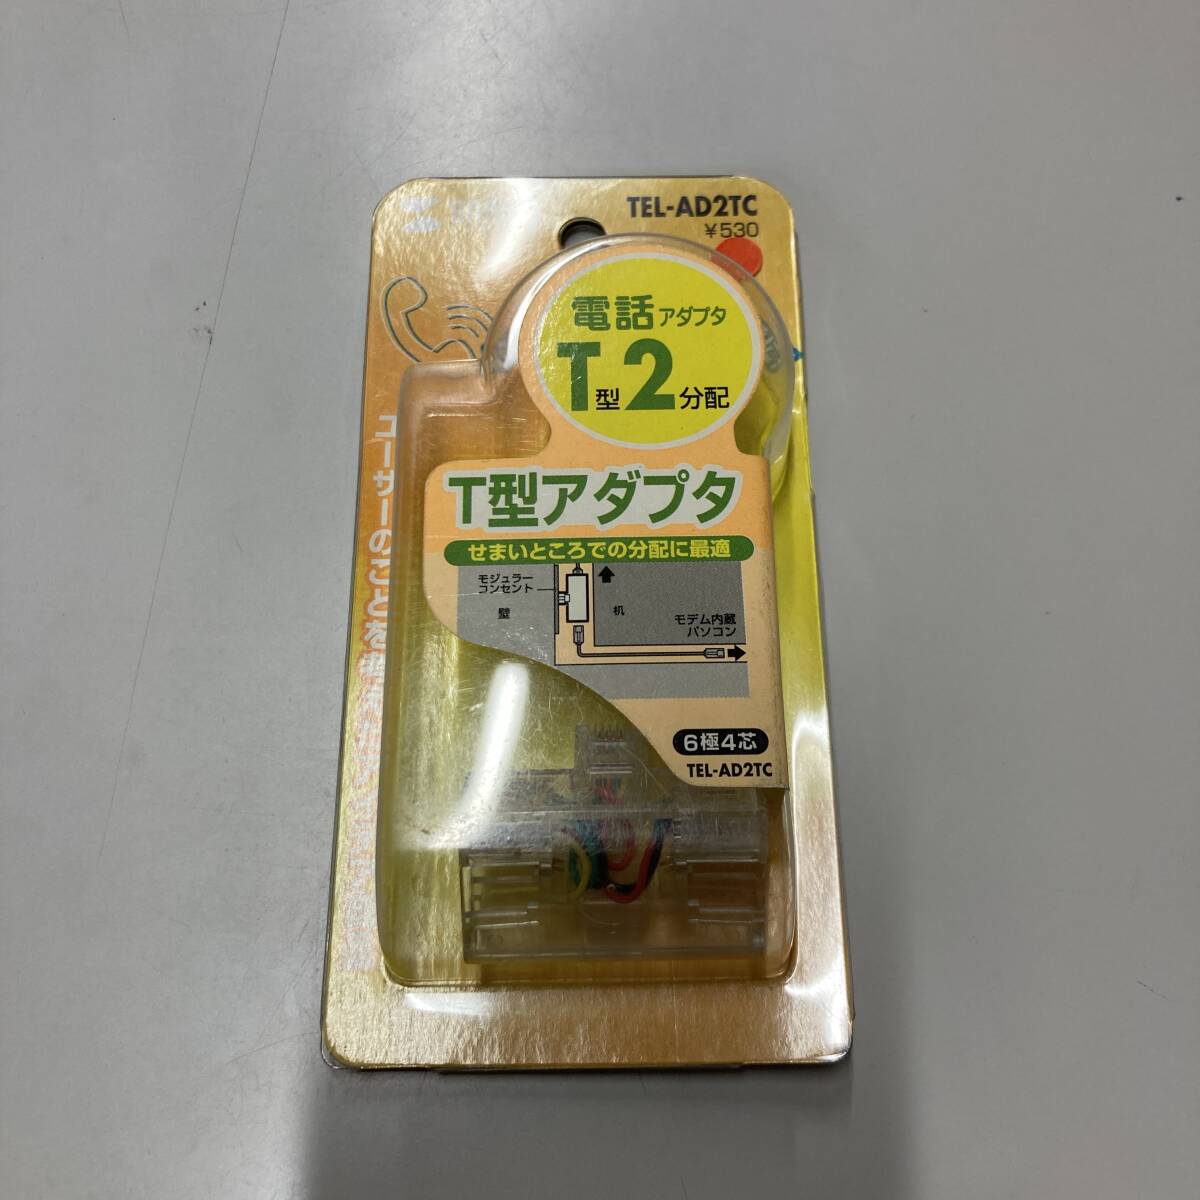 TEL-AD2TC
¥530
電話アダプタ
T型2分配
T型アダプタ
せまいところでの分配に最適
モジュラー
コンセント
壁
机
モデム内蔵
パソコン
6極4芯
TEL-AD2TC
ユーザーのことを